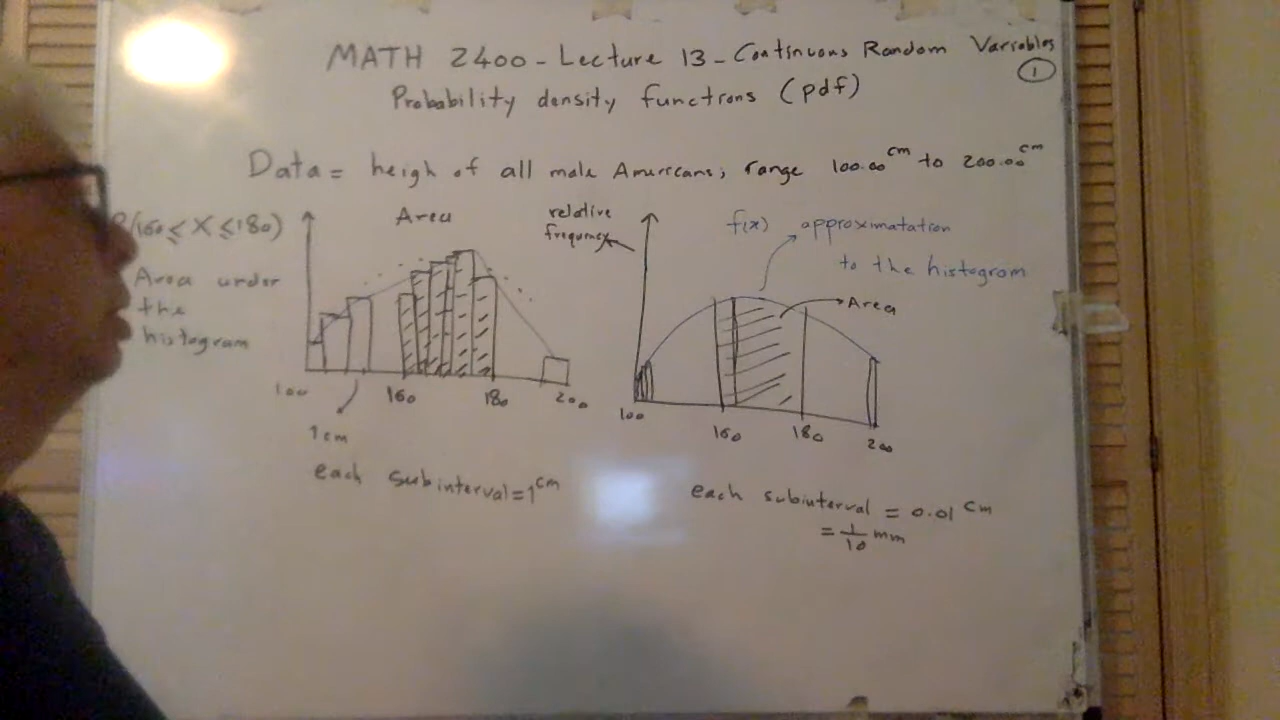 MATH 2400 - Lecture 13 - Continuous Random Variables
1
Probability density functions (pdf)
Data = heigh of all male Americans; range 100.00 cm to 200.00 cm
P(160 ≤ X ≤ 180)
Area under
the
histogram
Area
100 160 180 200
1 cm
each subinterval = 1 cm
relative
frequency
f(x) approximatation
to the histogram
Area
100 160 180 200
each subinterval = 0.01 cm
= 1/10 mm